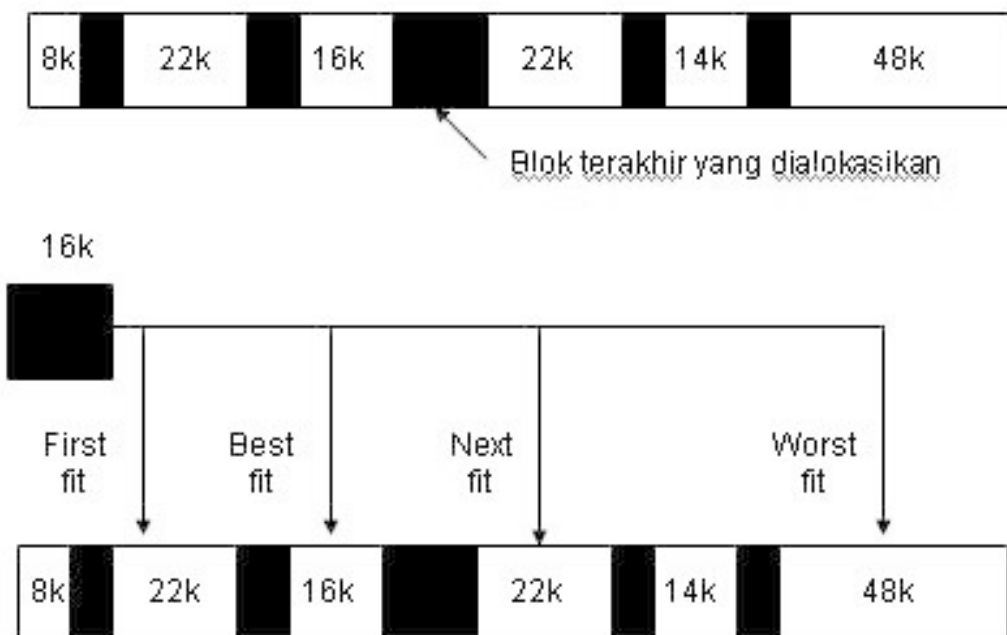 8k 22k 16k 22k 14k 48k
Blok terakhir yang dialokasikan
16k
First fit
Best fit
Next fit
Worst fit
8k 22k 16k 22k 14k 48k